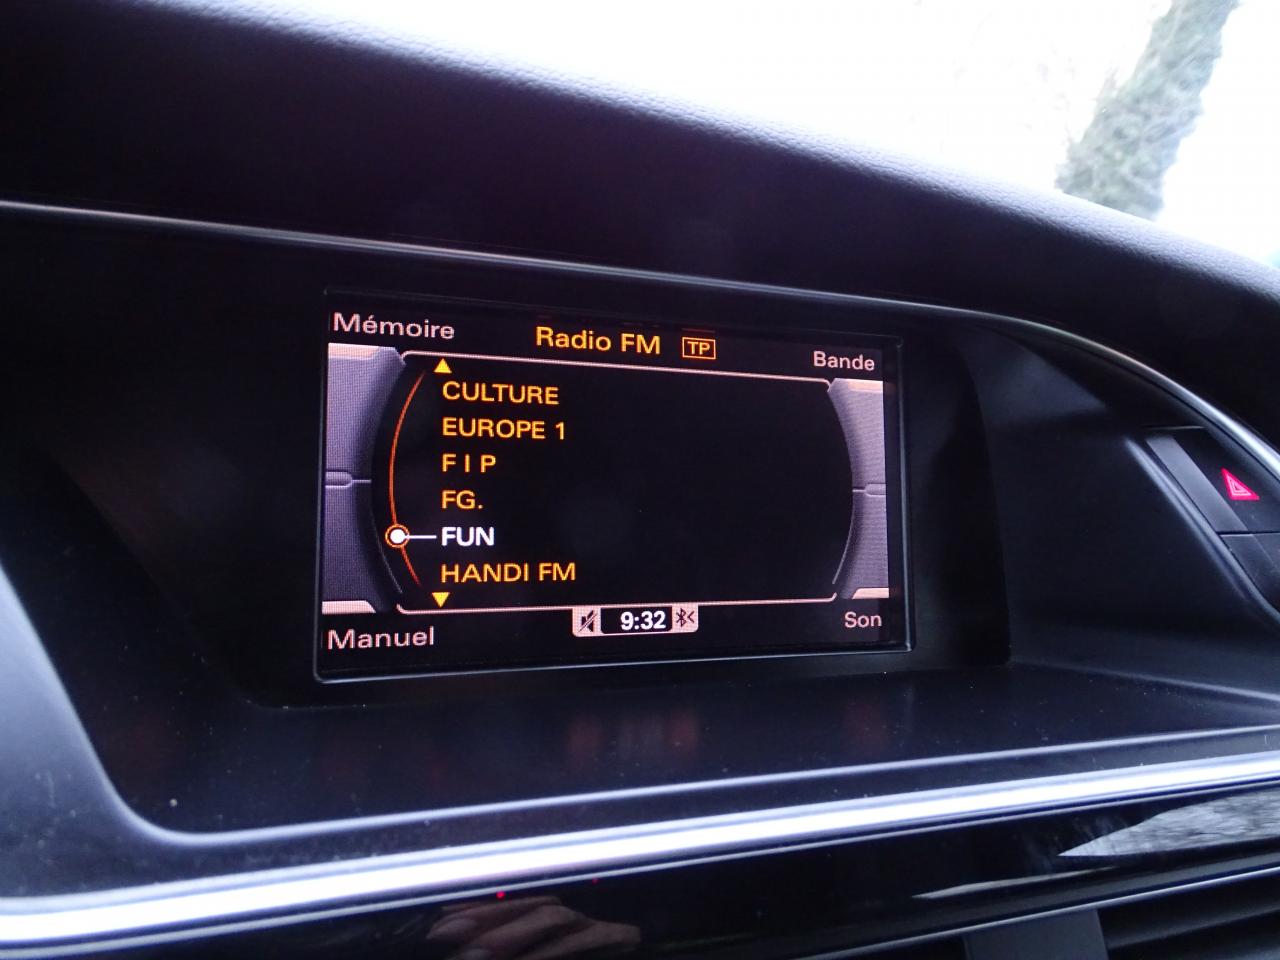 Mémoire
Radio FM TP
Bande
CULTURE
EUROPE 1
F I P
FG.
FUN
HANDI FM
Manuel
9:32
Son